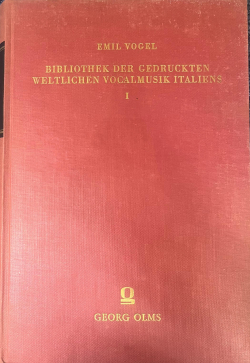 EMIL VOGEL
BIBLIOTHEK DER GEDRUCKTEN
WELTLICHEN VOCALMUSIK ITALIENS
I
GEORG OLMS